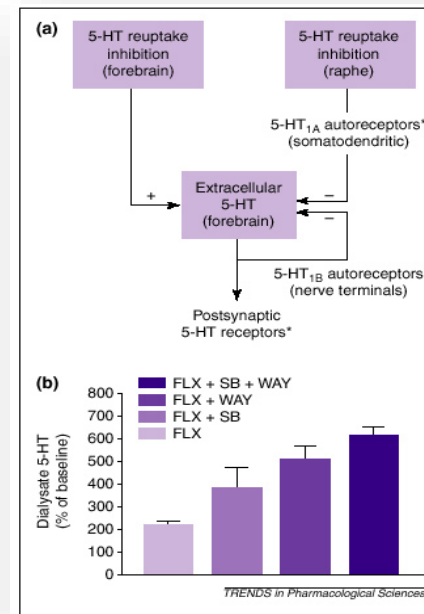 (a)
5-HT reuptake
inhibition
(forebrain)
5-HT reuptake
inhibition
(raphe)
5-HT1A autoreceptors*
(somatodendritic)
+
–
Extracellular
5-HT
(forebrain)
–
5-HT1B autoreceptors
(nerve terminals)
Postsynaptic
5-HT receptors*
(b)
FLX + SB + WAY
FLX + WAY
FLX + SB
FLX
Dialysate 5-HT
(% of baseline)
800
700
600
500
400
300
200
100
0
TRENDS in Pharmacological Sciences